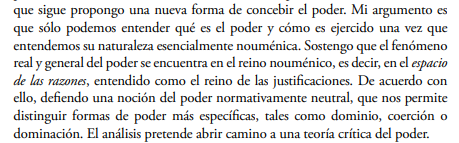 que sigue propongo una nueva forma de concebir el poder. Mi argumento es
que sólo podemos entender qué es el poder y cómo es ejercido una vez que
entendemos su naturaleza esencialmente nouménica. Sostengo que el fenómeno
real y general del poder se encuentra en el reino nouménico, es decir, en el espacio
de las razones, entendido como el reino de las justificaciones. De acuerdo con
ello, defiendo una noción del poder normativamente neutral, que nos permite
distinguir formas de poder más específicas, tales como dominio, coerción o
dominación. El análisis pretende abrir camino a una teoría crítica del poder.